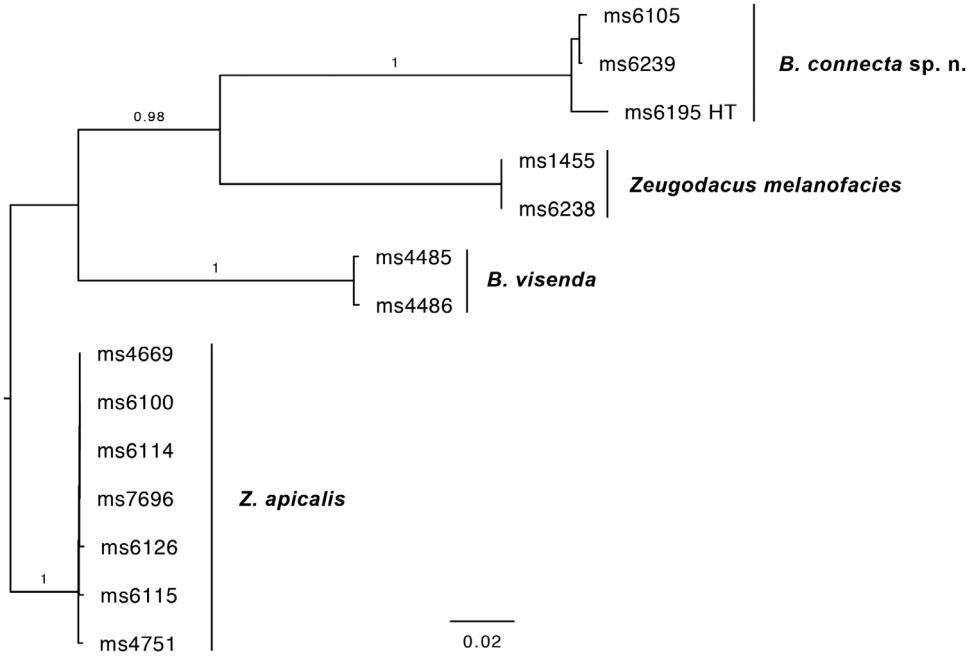 ms6105
1
ms6239
B. connecta sp. n.
ms6195 HT
0.98
ms1455
Zeugodacus melanofacies
ms6238
ms4485
1
B. visenda
ms4486
ms4669
ms6100
ms6114
ms7696
Z. apicalis
ms6126
1
ms6115
ms4751
0.02